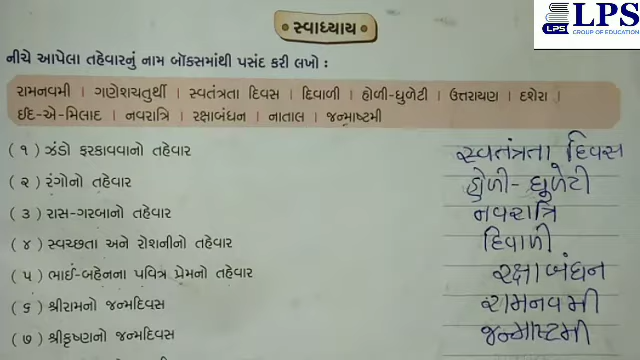 LPS
GROUP OF EDUCATION
LPS
સ્વાધ્યાય
નીચે આપેલા તહેવારનું નામ બૉક્સમાંથી પસંદ કરી લખો :
રામનવમી | ગણેશચતુર્થી | સ્વતંત્રતા દિવસ | દિવાળી | હોળી-ધુળેટી | ઉત્તરાયણ | દશેરા |
ઈદ-એ-મિલાદ | નવરાત્રિ | રક્ષાબંધન | નાતાલ | જન્માષ્ટમી
(૧) ઝંડો ફરકાવવાનો તહેવાર સ્વતંત્રતા દિવસ
(૨) રંગોનો તહેવાર હોળી-ધૂળેટી
(૩) રાસ-ગરબાનો તહેવાર નવરાત્રિ
(૪) સ્વચ્છતા અને રોશનીનો તહેવાર દિવાળી
(૫) ભાઈ-બહેનના પવિત્ર પ્રેમનો તહેવાર રક્ષાબંધન
(૬) શ્રીરામનો જન્મદિવસ રામનવમી
(૭) શ્રીકૃષ્ણનો જન્મદિવસ જન્માષ્ટમી